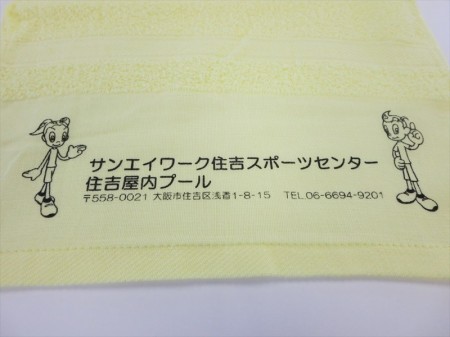 サンエイワーク住吉スポーツセンター
住吉屋内プール
〒558-0021 大阪市住吉区浅香1-8-15 TEL.06-6694-9201